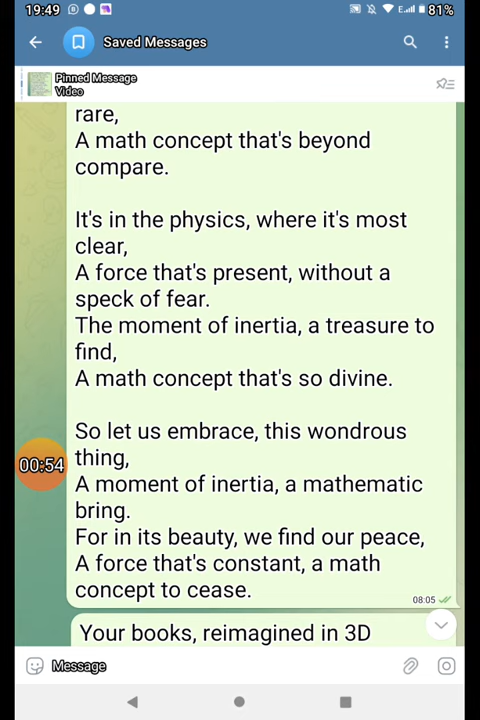 19:49
81%
Saved Messages
Pinned Message
Video
rare,
A math concept that's beyond
compare.
It's in the physics, where it's most
clear,
A force that's present, without a
speck of fear.
The moment of inertia, a treasure to
find,
A math concept that's so divine.
So let us embrace, this wondrous
thing,
A moment of inertia, a mathematic
bring.
For in its beauty, we find our peace,
A force that's constant, a math
concept to cease.
08:05
00:54
Your books, reimagined in 3D
Message